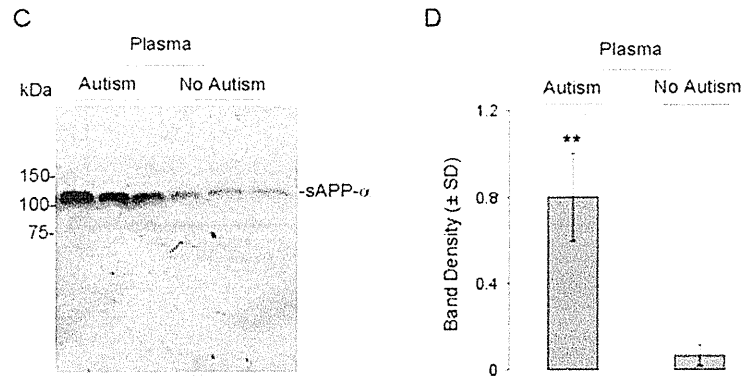 C
Plasma
Autism No Autism
kDa
150-
100-
75-
-sAPP-α
D
Plasma
Autism No Autism
**
Band Density (± SD)
1.2
0.8
0.4
0